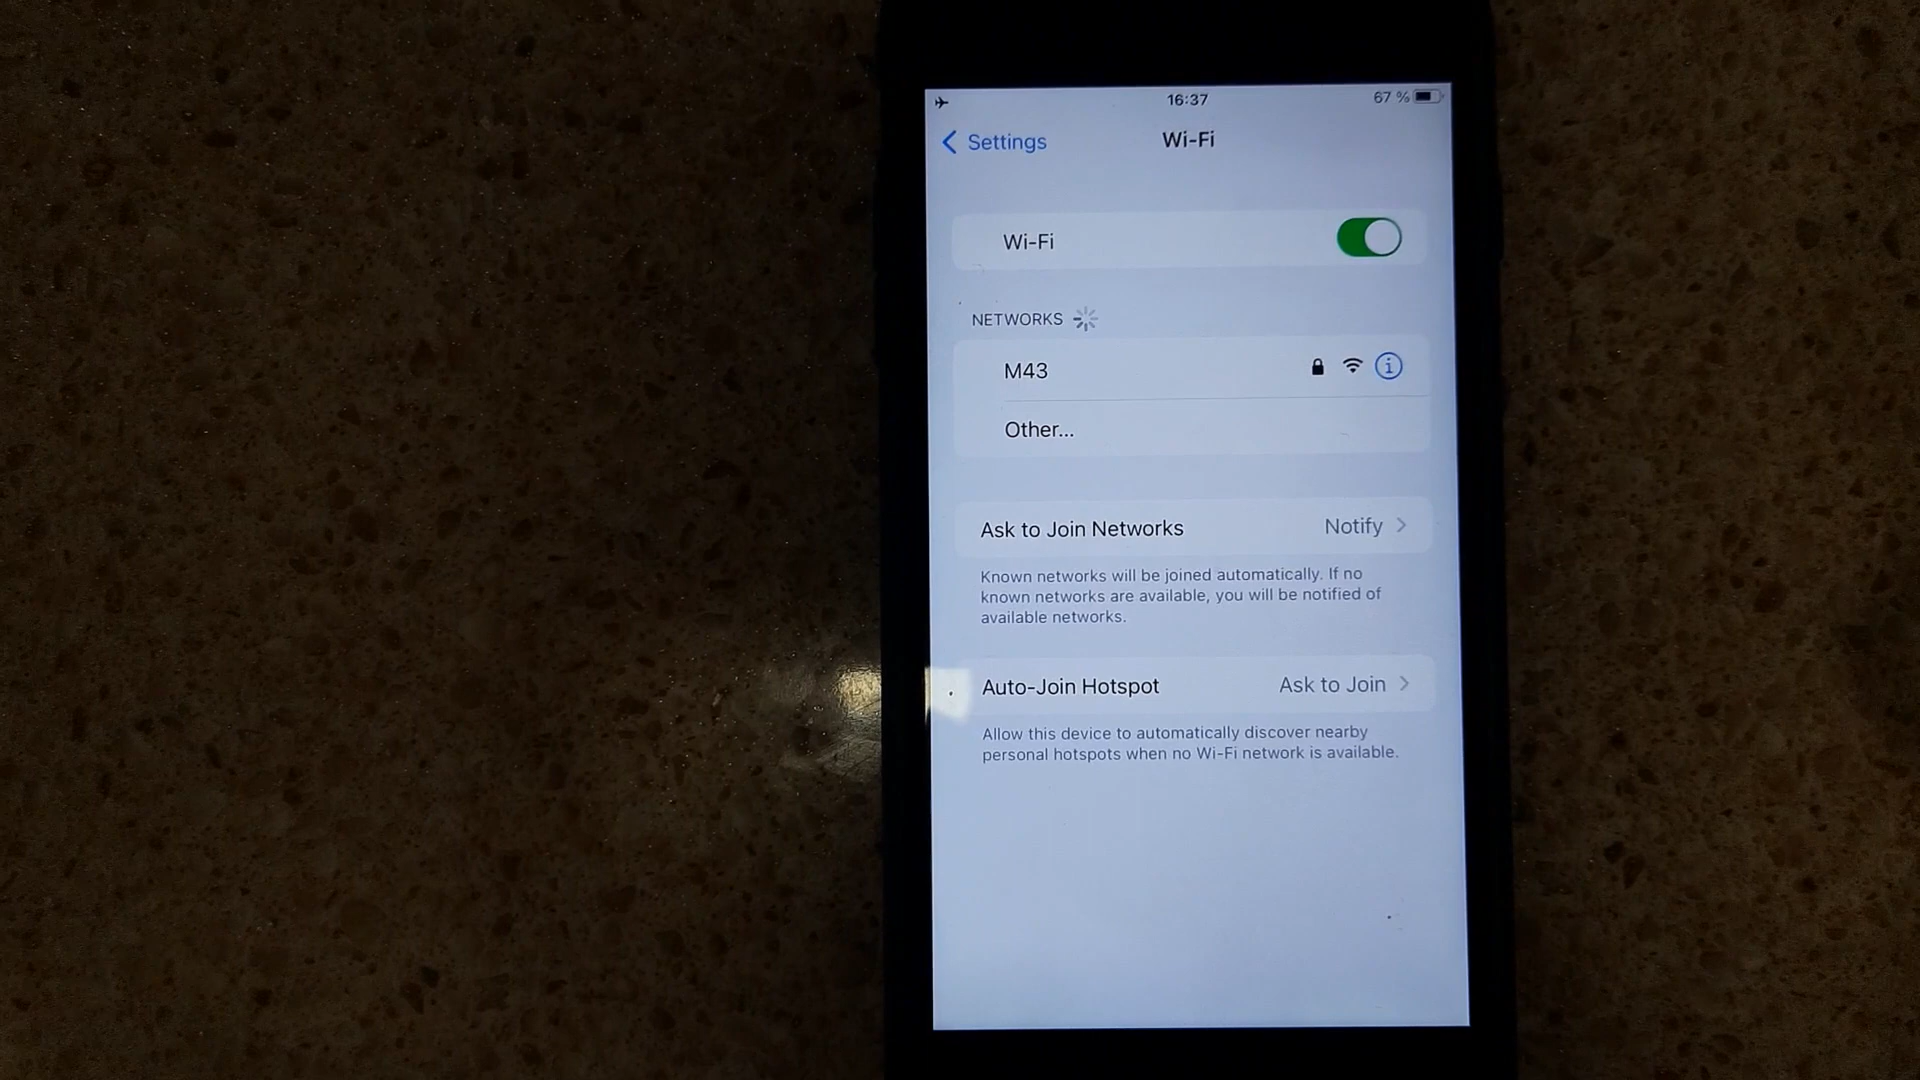 16:37
67 %
Settings
Wi-Fi
Wi-Fi
NETWORKS
M43
Other...
Ask to Join Networks
Notify
Known networks will be joined automatically. If no
known networks are available, you will be notified of
available networks.
Auto-Join Hotspot
Ask to Join
Allow this device to automatically discover nearby
personal hotspots when no Wi-Fi network is available.